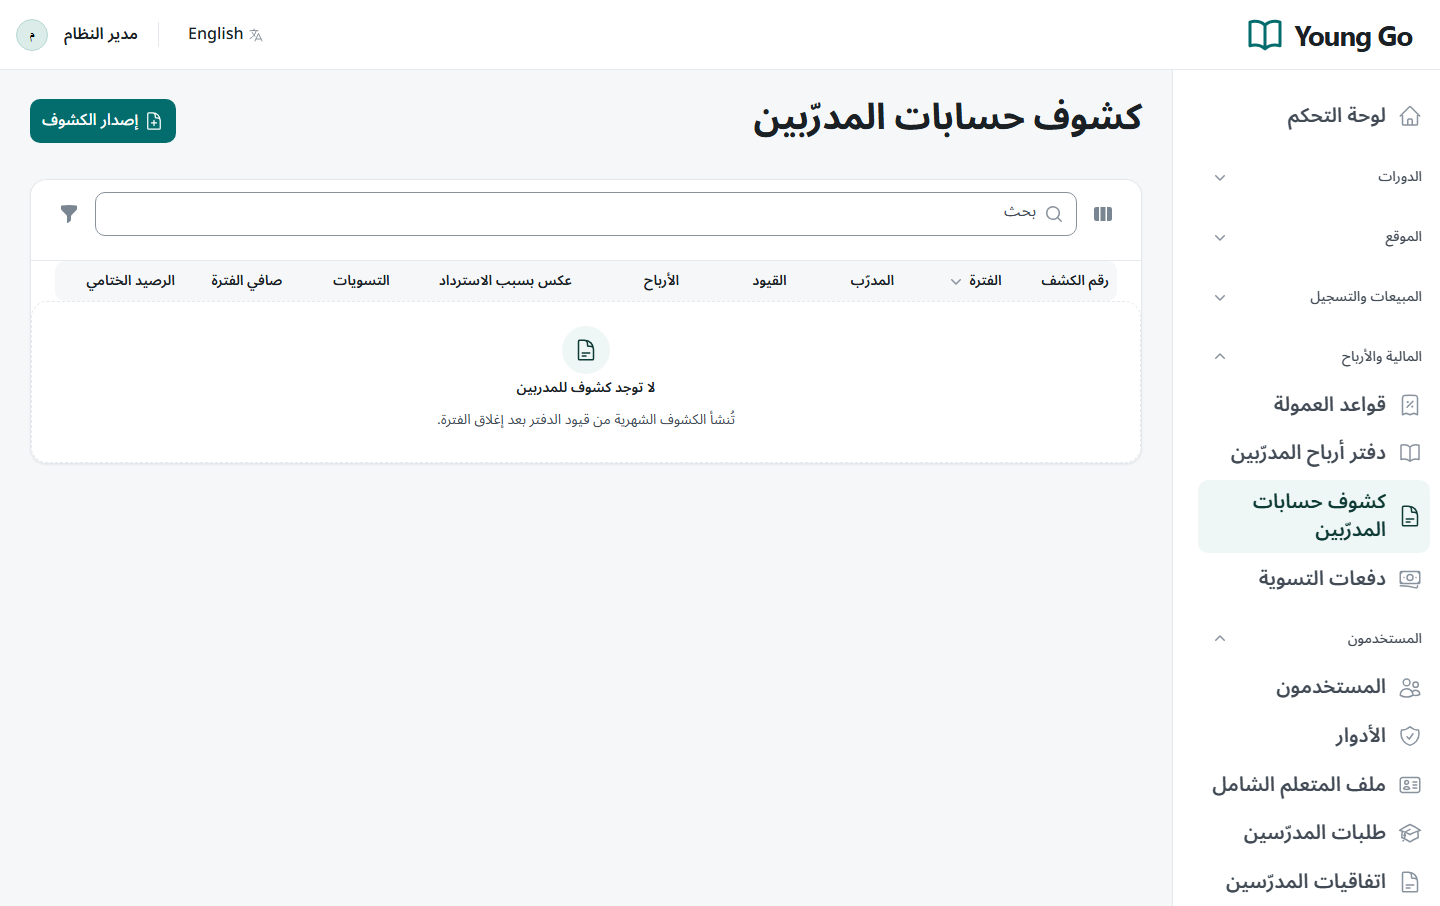 Young Go
English
مدير النظام
م
لوحة التحكم
الدورات
الموقع
المبيعات والتسجيل
المالية والأرباح
قواعد العمولة
دفتر أرباح المدرّبين
كشوف حسابات
المدرّبين
دفعات التسوية
المستخدمون
المستخدمون
الأدوار
ملف المتعلم الشامل
طلبات المدرّسين
اتفاقيات المدرّسين
كشوف حسابات المدرّبين
إصدار الكشوف
بحث
رقم الكشف الفترة المدرّب القيود الأرباح عكس بسبب الاسترداد التسويات صافي الفترة الرصيد الختامي
لا توجد كشوف للمدربين
تُنشأ الكشوف الشهرية من قيود الدفتر بعد إغلاق الفترة.